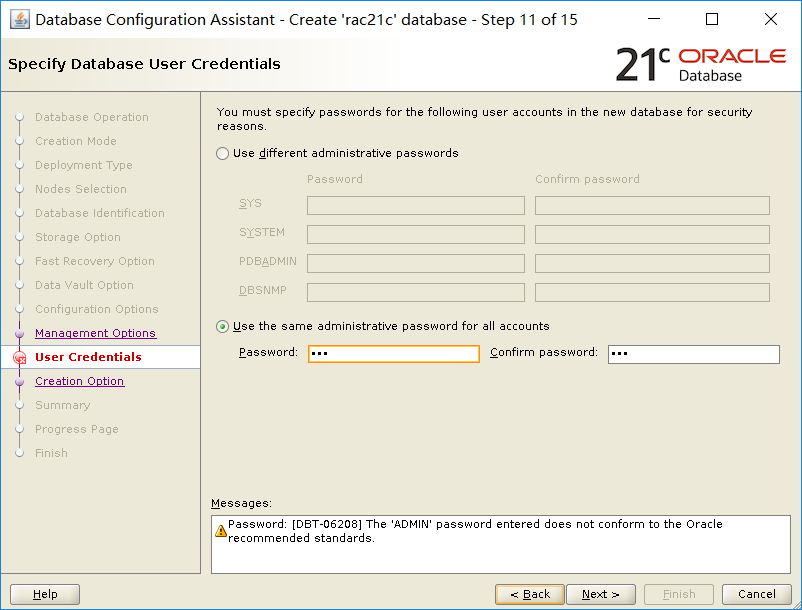 Database Configuration Assistant - Create 'rac21c' database - Step 11 of 15
Specify Database User Credentials
21c ORACLE
Database
Database Operation
Creation Mode
Deployment Type
Nodes Selection
Database Identification
Storage Option
Fast Recovery Option
Data Vault Option
Configuration Options
Management Options
User Credentials
Creation Option
Summary
Progress Page
Finish
You must specify passwords for the following user accounts in the new database for security
reasons.
Use different administrative passwords
Password Confirm password
SYS
SYSTEM
PDBADMIN
DBSNMP
Use the same administrative password for all accounts
Password: ••• Confirm password: •••
Messages:
Password: [DBT-06208] The 'ADMIN' password entered does not conform to the Oracle
recommended standards.
Help < Back Next > Finish Cancel